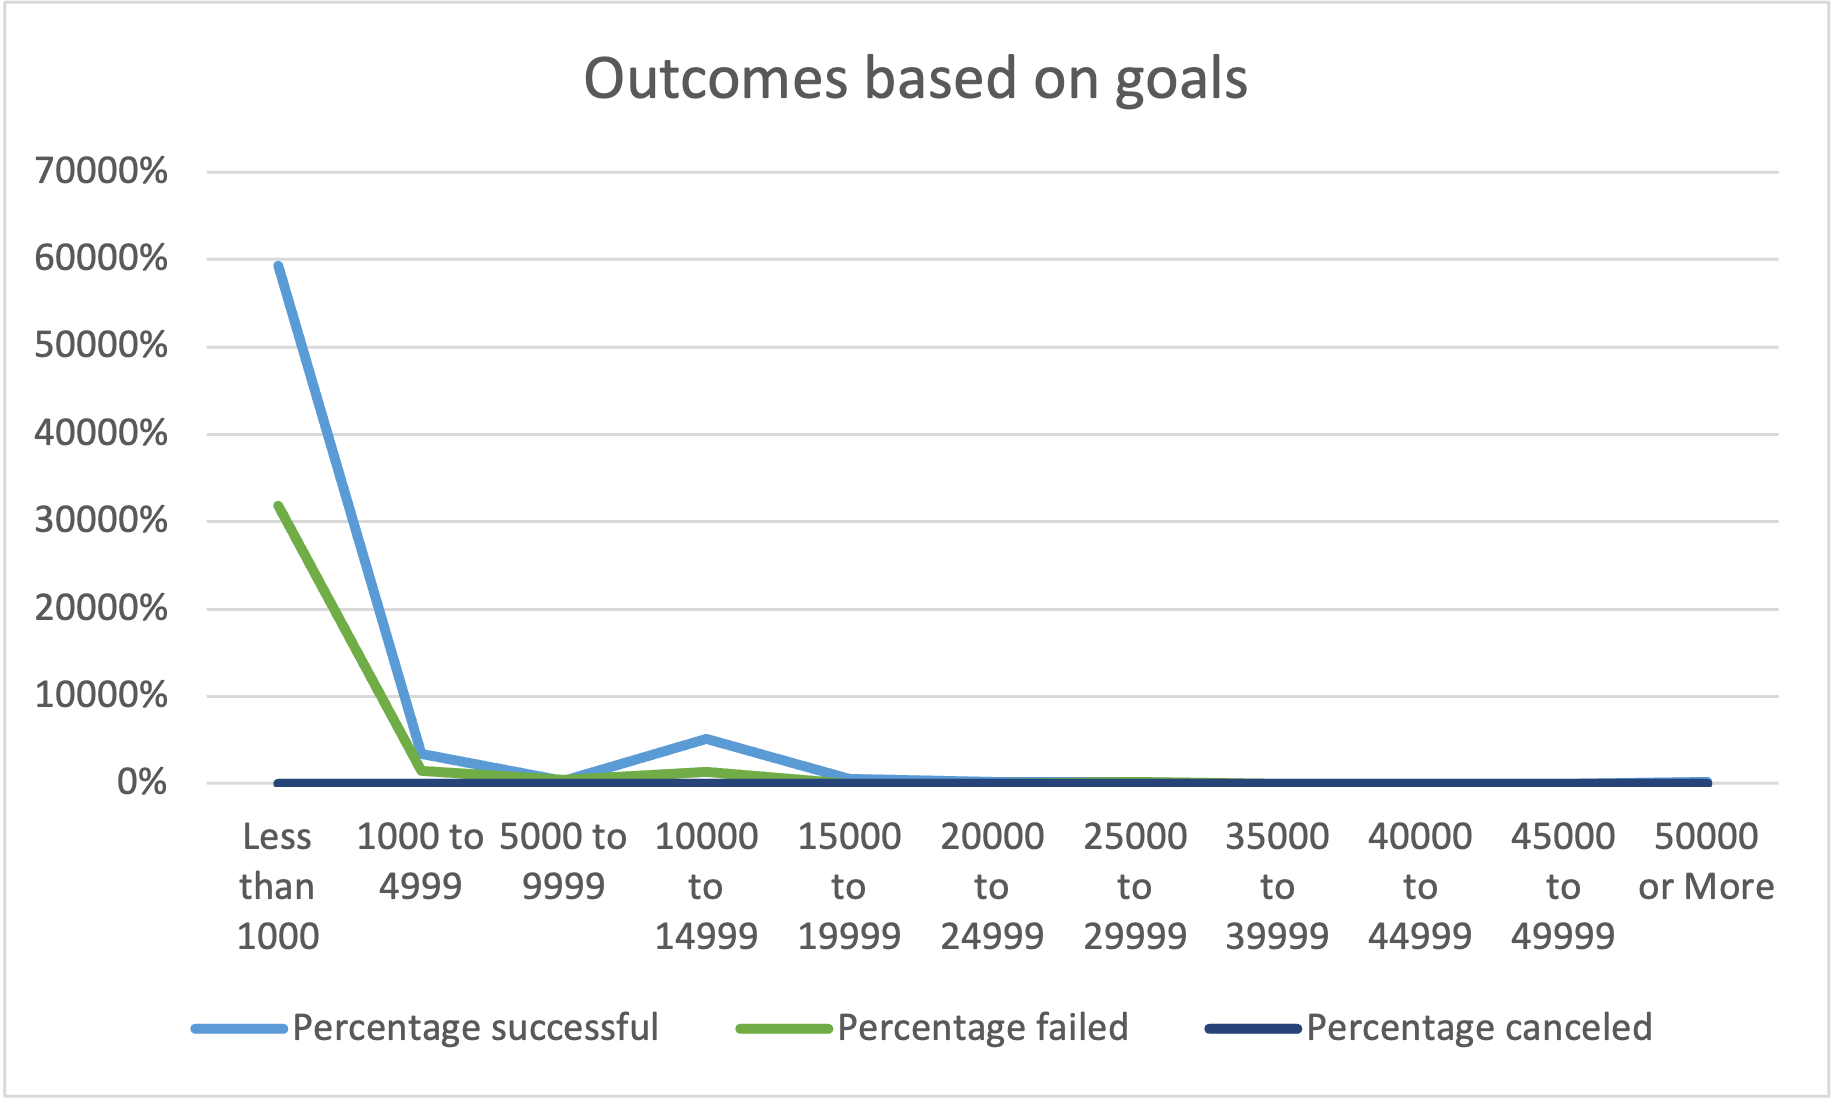 Outcomes based on goals
70000%
60000%
50000%
40000%
30000%
20000%
10000%
0%
Less than 1000
1000 to 4999
5000 to 9999
10000 to 14999
15000 to 19999
20000 to 24999
25000 to 29999
35000 to 39999
40000 to 44999
45000 to 49999
50000 or More
Percentage successful
Percentage failed
Percentage canceled